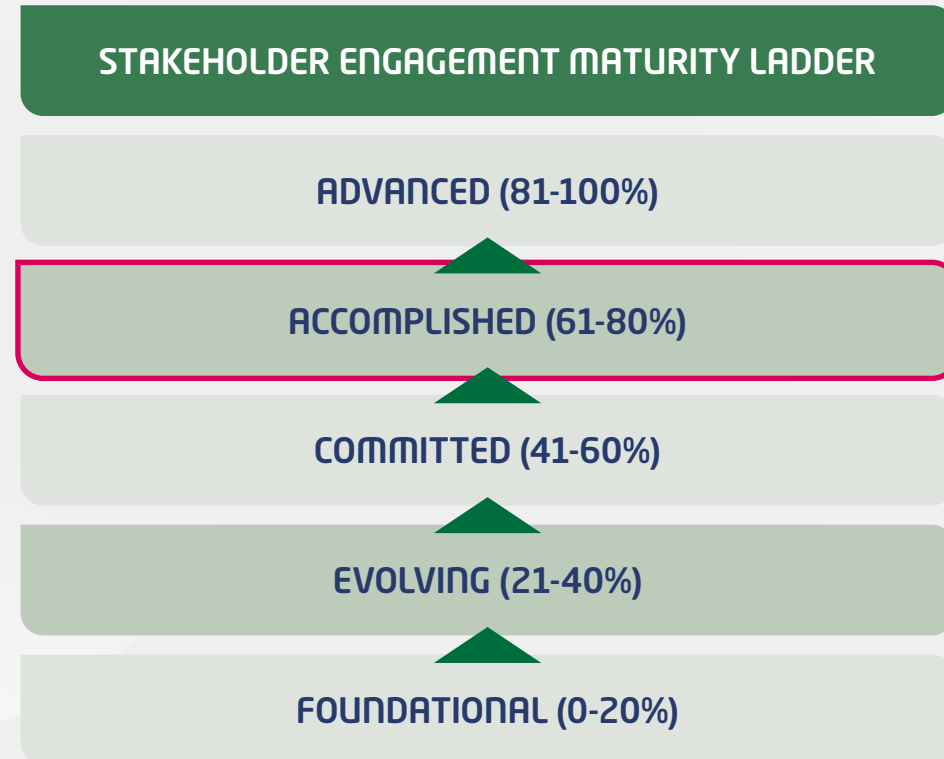 STAKEHOLDER ENGAGEMENT MATURITY LADDER
ADVANCED (81-100%)
ACCOMPLISHED (61-80%)
COMMITTED (41-60%)
EVOLVING (21-40%)
FOUNDATIONAL (0-20%)